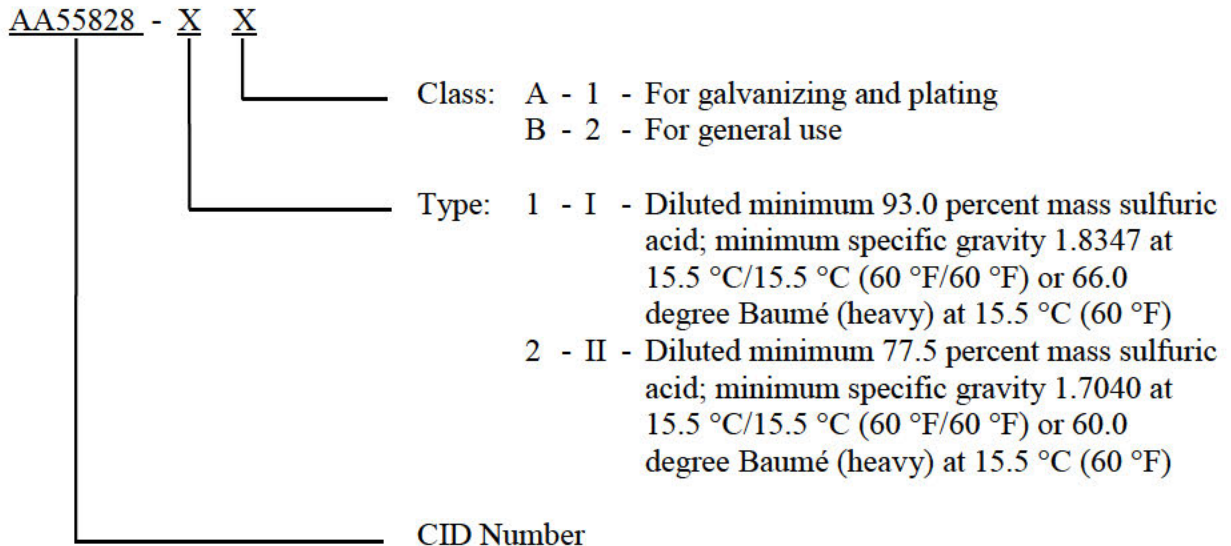 AA55828 - X X
Class: A - 1 - For galvanizing and plating
B - 2 - For general use
Type: 1 - I - Diluted minimum 93.0 percent mass sulfuric
acid; minimum specific gravity 1.8347 at
15.5 °C/15.5 °C (60 °F/60 °F) or 66.0
degree Baumé (heavy) at 15.5 °C (60 °F)
2 - II - Diluted minimum 77.5 percent mass sulfuric
acid; minimum specific gravity 1.7040 at
15.5 °C/15.5 °C (60 °F/60 °F) or 60.0
degree Baumé (heavy) at 15.5 °C (60 °F)
CID Number